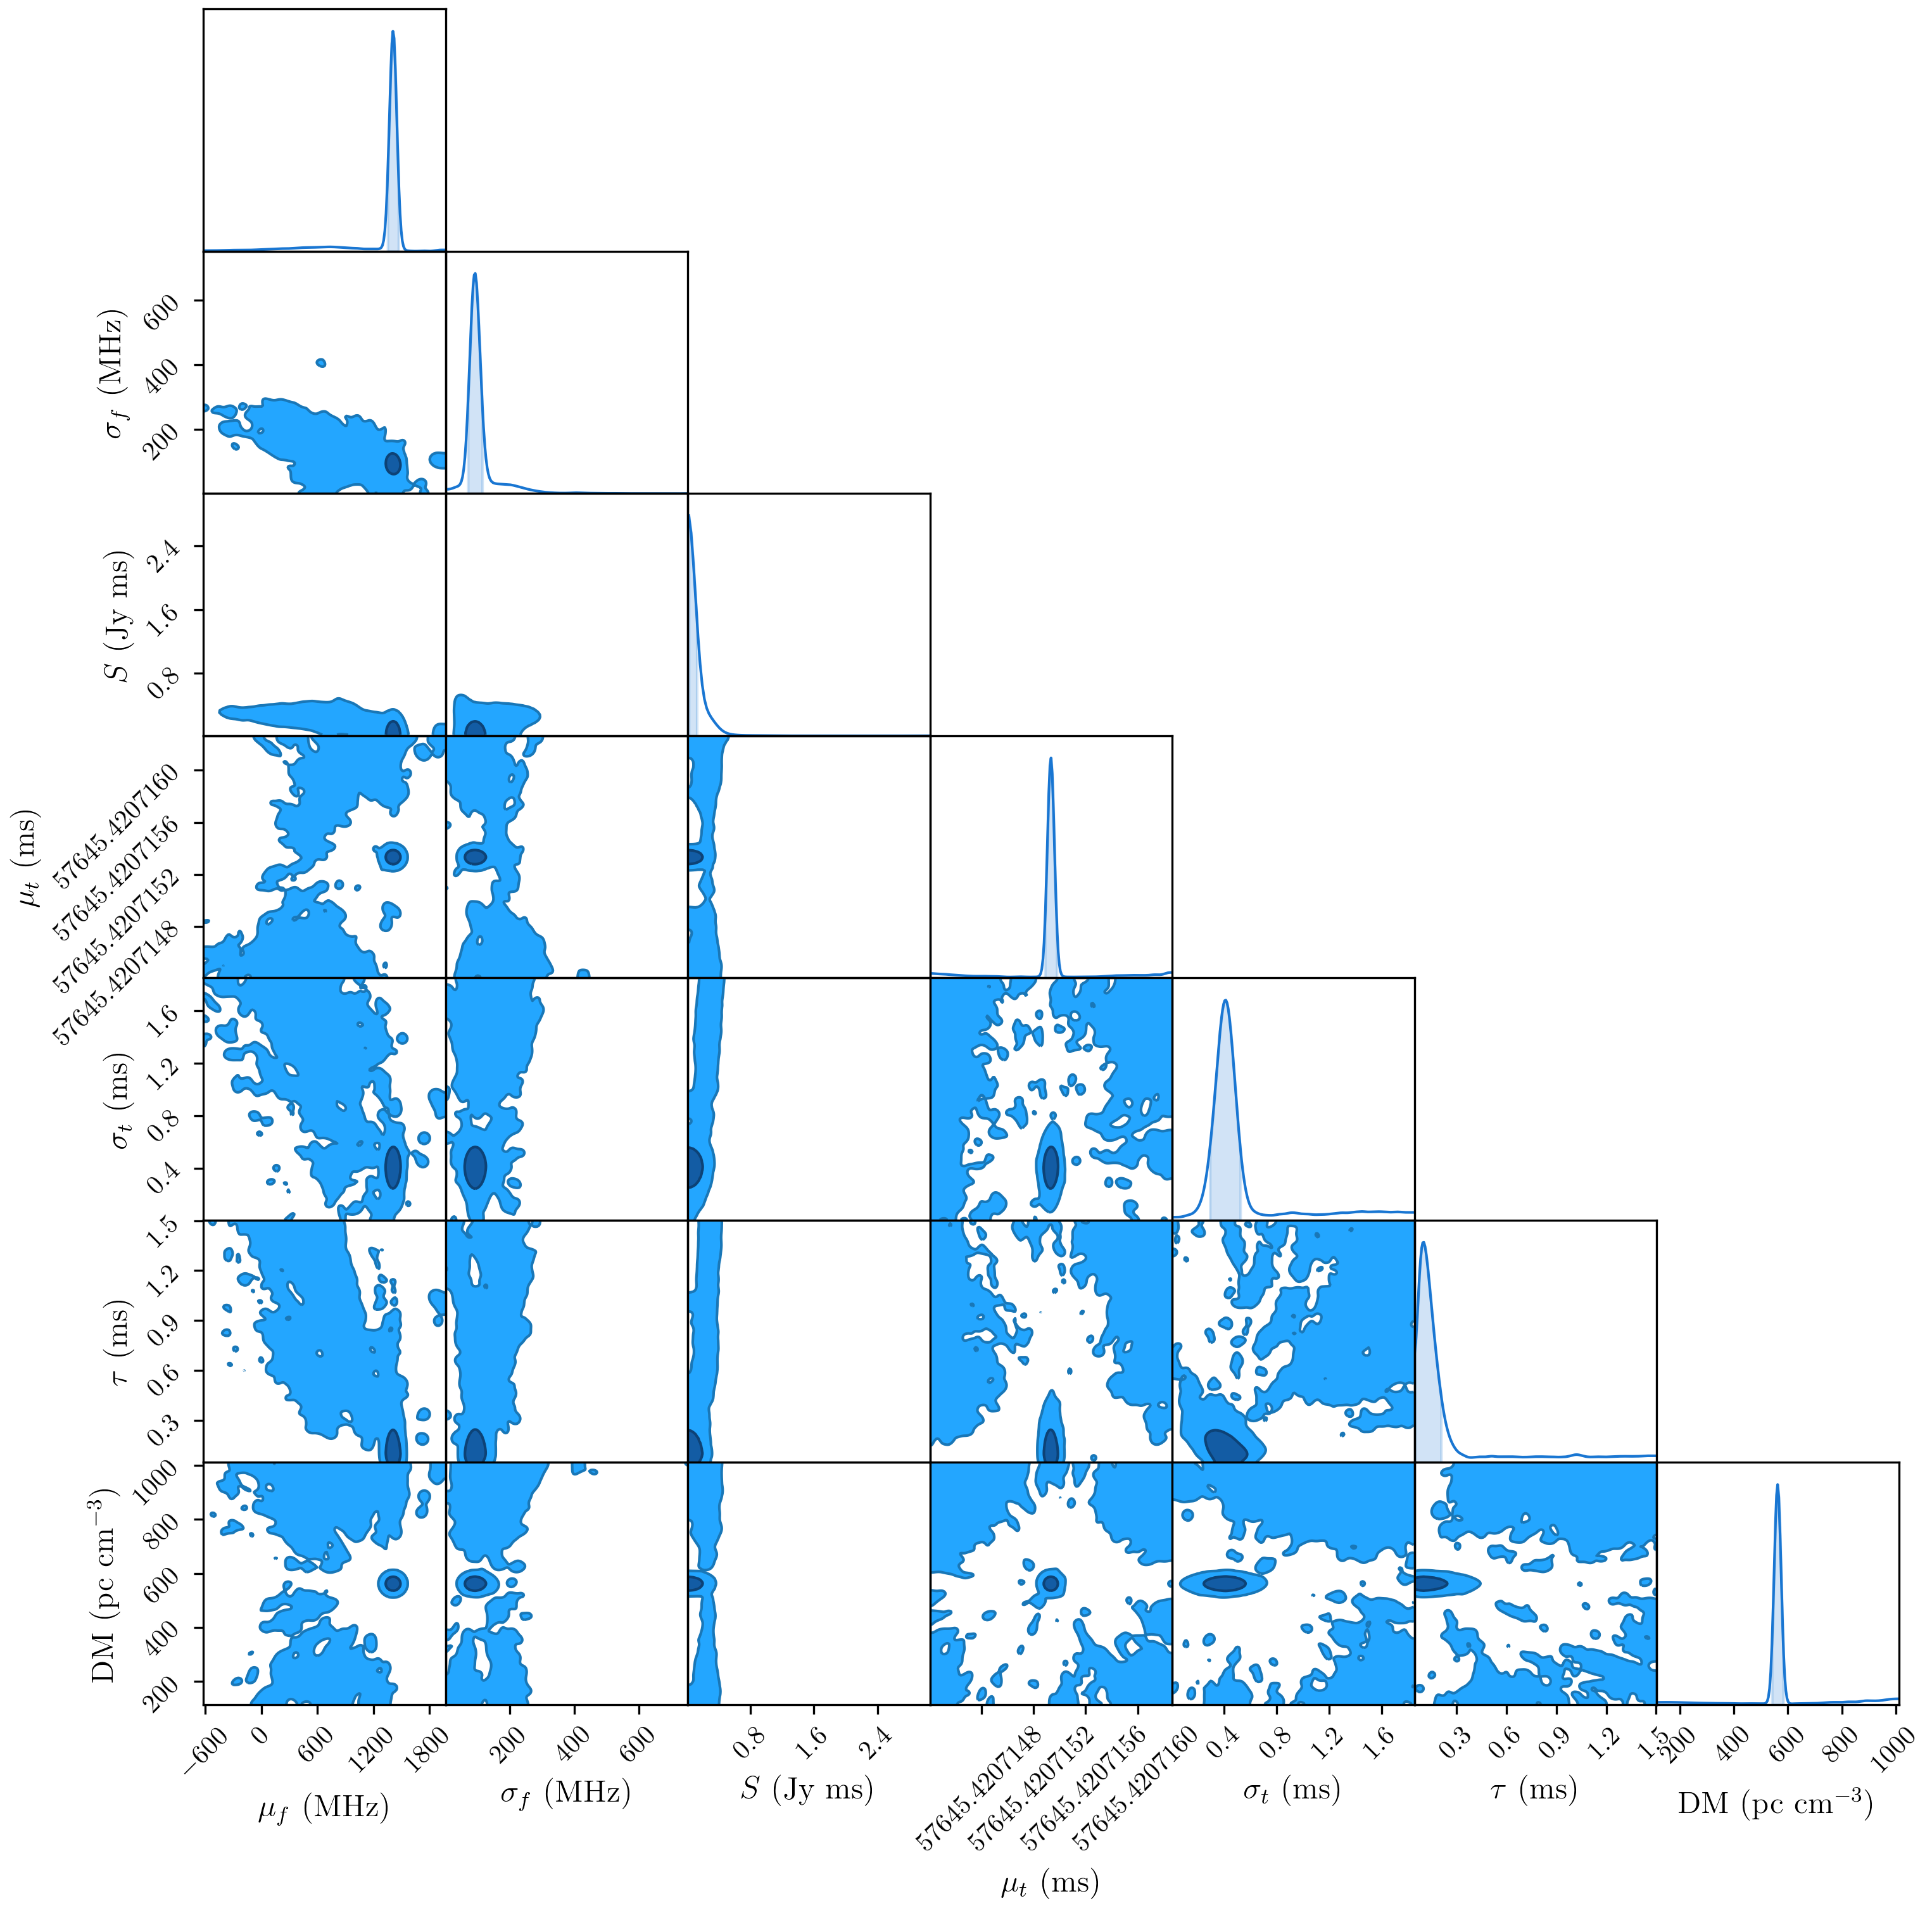 σ_f (MHz)
600
400
200
S (Jy ms)
2.4
1.6
0.8
μ_t (ms)
57645.4207160
57645.4207156
57645.4207152
57645.4207148
σ_t (ms)
1.6
1.2
0.8
0.4
τ (ms)
1.5
1.2
0.9
0.6
0.3
DM (pc cm⁻³)
1000
800
600
400
200
−600 0 600 1200 1800
200 400 600
0.8 1.6 2.4
57645.4207148 57645.4207152 57645.4207156 57645.4207160
0.4 0.8 1.2 1.6
0.3 0.6 0.9 1.2 1.5
200 400 600 800 1000
μ_f (MHz)
σ_f (MHz)
S (Jy ms)
μ_t (ms)
σ_t (ms)
τ (ms)
DM (pc cm⁻³)